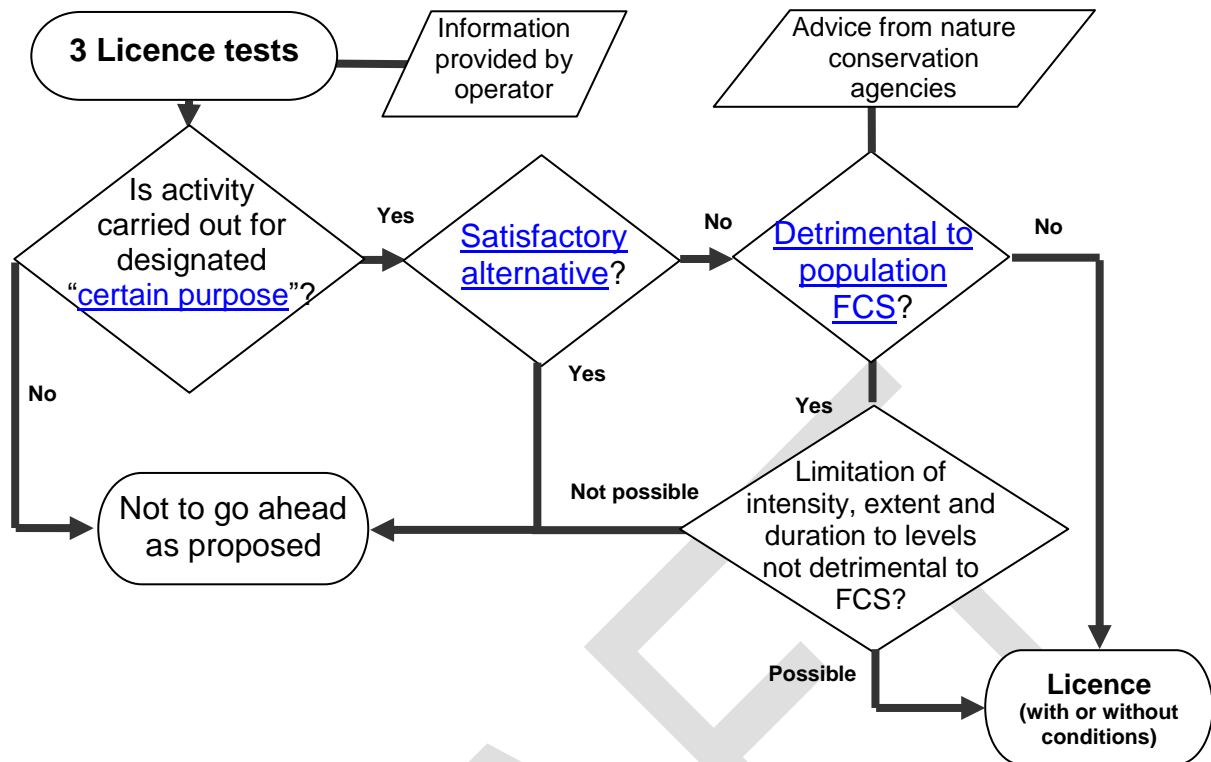 3 Licence tests
Information
provided by
operator
Advice from nature
conservation
agencies
Is activity
carried out for
designated
“certain purpose”?
Yes
Satisfactory
alternative?
No
Detrimental to
population
FCS?
No
No
Yes
Yes
Not to go ahead
as proposed
Not possible
Limitation of
intensity, extent and
duration to levels
not detrimental to
FCS?
Possible
Licence
(with or without
conditions)